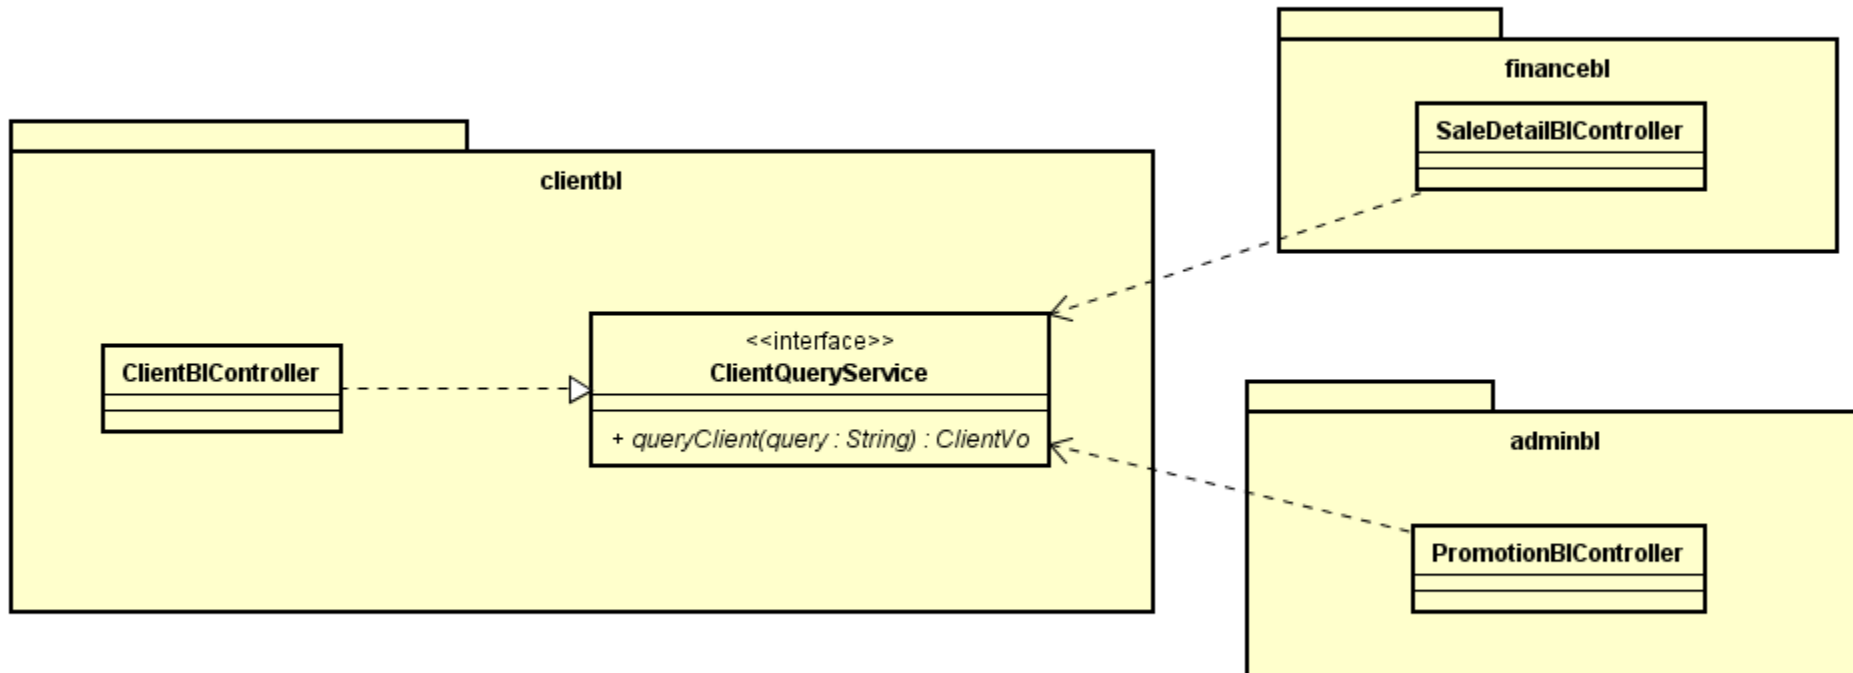 financebl
SaleDetailBlController
clientbl
<<interface>>
ClientQueryService
ClientBlController
+ queryClient(query : String) : ClientVo
adminbl
PromotionBlController